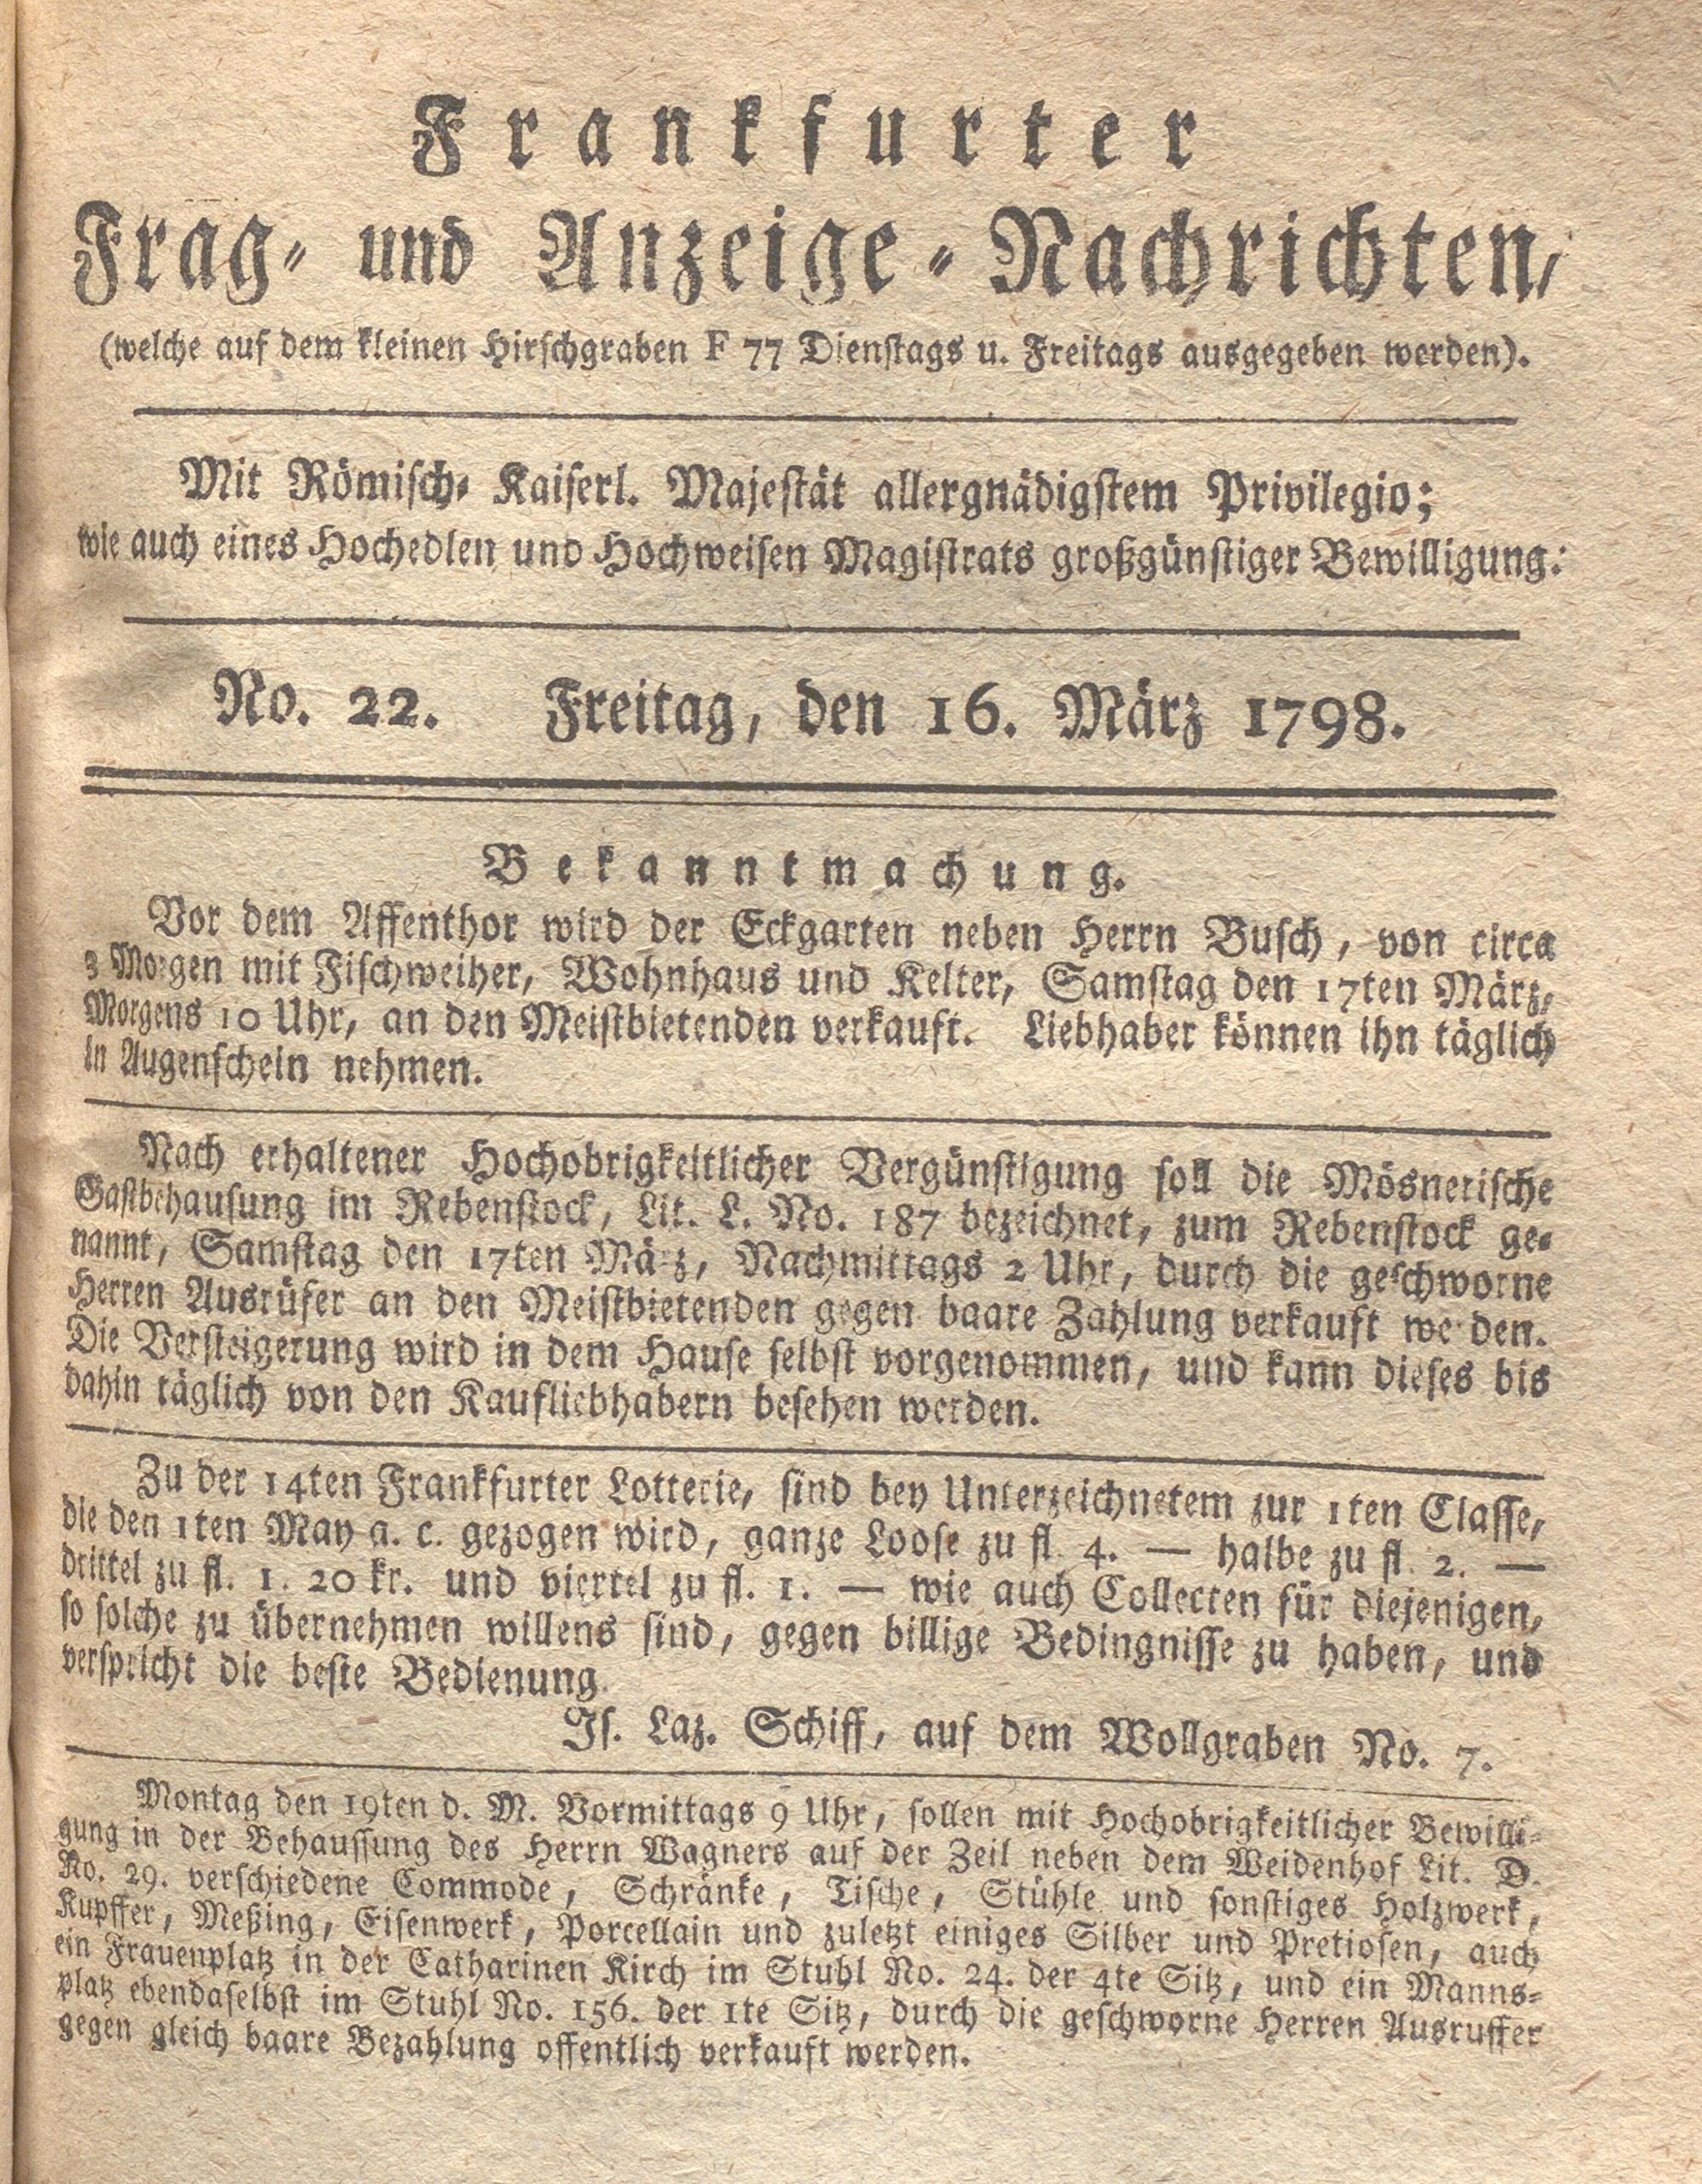 Frankfurter
Frag- und Anzeige-Nachrichten,
(welche auf dem kleinen Hirschgraben F 77 Dienstags u. Freitags ausgegeben werden).
Mit Römisch- Kaiserl. Majestät allergnädigstem Privilegio;
wie auch eines Hochedlen und Hochweisen Magistrats großgünstiger Bewilligung.
No. 22. Freitag, den 16. März 1798.
Bekanntmachung.
Vor dem Affenthor wird der Eckgarten neben Herrn Busch, von circa
3 Morgen mit Fischweiher, Wohnhaus und Kelter, Samstag den 17ten März,
Morgens 10 Uhr, an den Meistbietenden verkauft. Liebhaber können ihn täglich
in Augenschein nehmen.
Nach erhaltener Hochobrigkeitlicher Vergünstigung soll die Mösnerische
Gastbehausung im Rebenstock, Lit. L. No. 187 bezeichnet, zum Rebenstock ge-
nannt, Samstag den 17ten März, Nachmittags 2 Uhr, durch die geschworne
Herren Ausrüfer an den Meistbietenden gegen baare Zahlung verkauft werden.
Die Versteigerung wird in dem Hause selbst vorgenommen, und kann dieses bis
dahin täglich von den Kaufliebhabern besehen werden.
Zu der 14ten Frankfurter Lotterie, sind bey Unterzeichnetem zur 1ten Classe,
die den 1ten May a. c. gezogen wird, ganze Loose zu fl. 4. — halbe zu fl. 2. —
drittel zu fl. 1. 20 kr. und viertel zu fl. 1. — wie auch Collecten für diejenigen,
so solche zu übernehmen willens sind, gegen billige Bedingnisse zu haben, und
verspricht die beste Bedienung.
Is. Laz. Schiff, auf dem Wollgraben No. 7.
Montag den 19ten d. M. Vormittags 9 Uhr, sollen mit Hochobrigkeitlicher Bewilli-
gung in der Behaussung des Herrn Wagners auf der Zeil neben dem Weidenhof Lit. D.
No. 29. verschiedene Commode, Schränke, Tische, Stühle und sonstiges Holzwerk,
Kupffer, Meßing, Eisenwerk, Porcellain und zuletzt einiges Silber und Pretiosen, auch
ein Frauenplatz in der Catharinen Kirch im Stuhl No. 24. der 4te Sitz, und ein Manns-
platz ebendaselbst im Stuhl No. 156. der 1te Sitz, durch die geschworne Herren Ausruffer
gegen gleich baare Bezahlung offentlich verkauft werden.